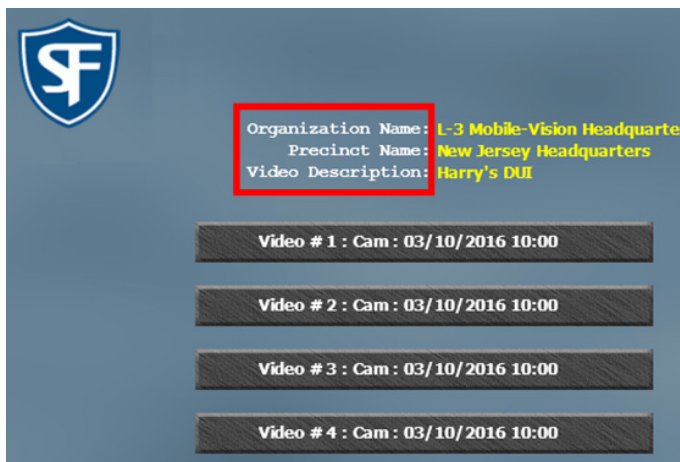 SF
Organization Name: L-3 Mobile-Vision Headquarte
Precinct Name: New Jersey Headquarters
Video Description: Harry's DUI
Video # 1 : Cam : 03/10/2016 10:00
Video # 2 : Cam : 03/10/2016 10:00
Video # 3 : Cam : 03/10/2016 10:00
Video # 4 : Cam : 03/10/2016 10:00